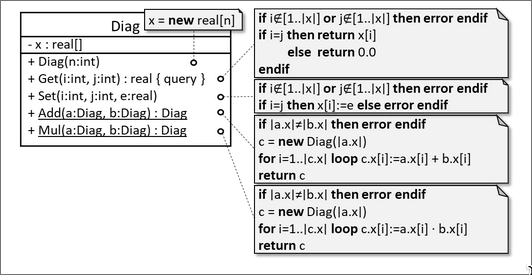 Diag
x = new real[n]
- x : real[]
+ Diag(n:int)
+ Get(i:int, j:int) : real { query }
+ Set(i:int, j:int, e:real)
+ Add(a:Diag, b:Diag) : Diag
+ Mul(a:Diag, b:Diag) : Diag
if i∉[1..|x|] or j∉[1..|x|] then error endif
if i=j then return x[i]
else return 0.0
endif
if i∉[1..|x|] or j∉[1..|x|] then error endif
if i=j then x[i]:=e else error endif
if |a.x|≠|b.x| then error endif
c = new Diag(|a.x|)
for i=1..|c.x| loop c.x[i]:=a.x[i] + b.x[i]
return c
if |a.x|≠|b.x| then error endif
c = new Diag(|a.x|)
for i=1..|c.x| loop c.x[i]:=a.x[i] · b.x[i]
return c